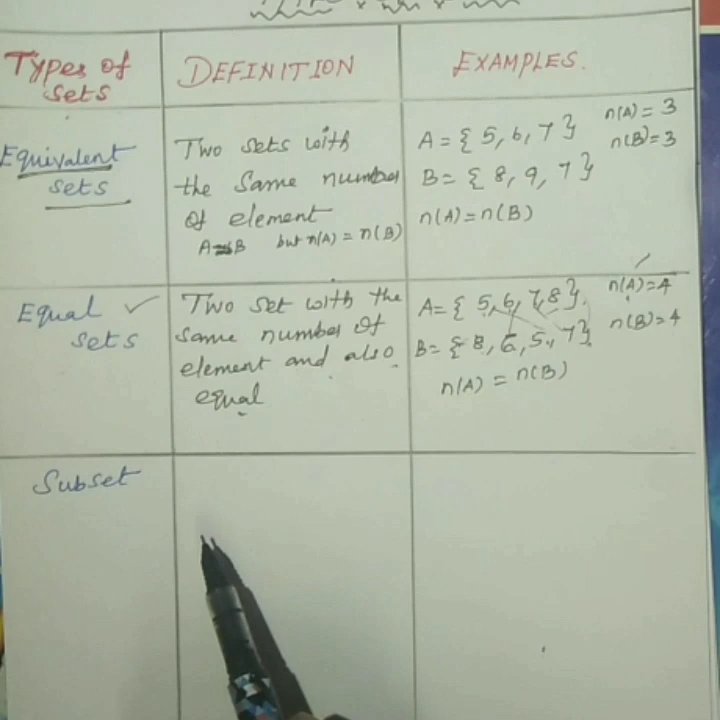 Types of
sets
DEFINITION
EXAMPLES.
Equivalent
sets
Two sets with
the same number
of element
but n(A) = n(B)
A = { 5, 6, 7 }
n(A) = 3
B = { 8, 9, 7 }
n(B) = 3
n(A) = n(B)
Equal ✓
sets
Two set with the
same number of
element and also
equal
A = { 5, 6, 7, 8 }.
n(A) = 4
B = { 8, 6, 5, 7 }
n(B) = 4
n(A) = n(B)
Subset